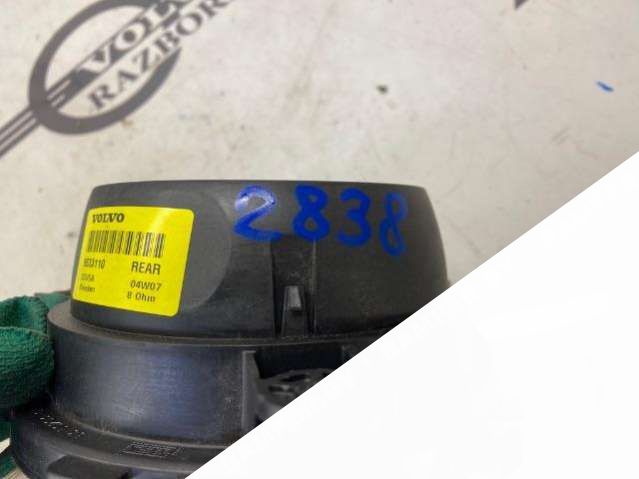 VOLVO
RAZBOR
2838
VOLVO
REAR
04W07
8 Ohm